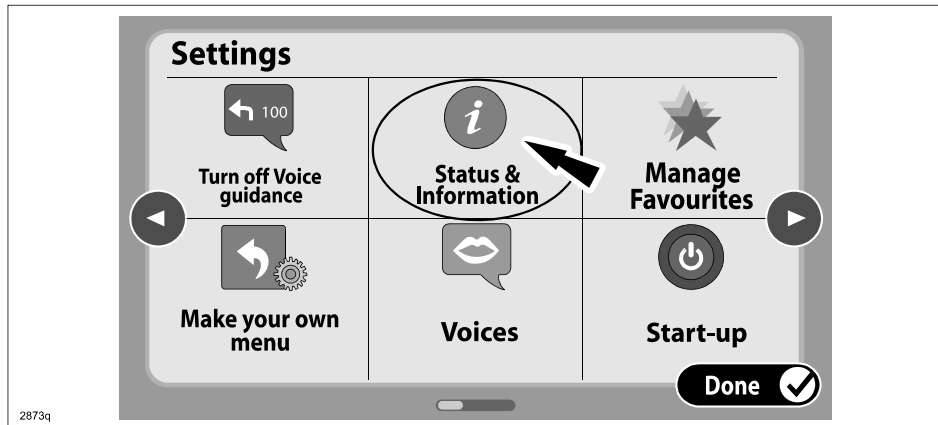 Settings
100
Turn off Voice
guidance
i
Status &
Information
Manage
Favourites
Make your own
menu
Voices
Start-up
Done
2873q